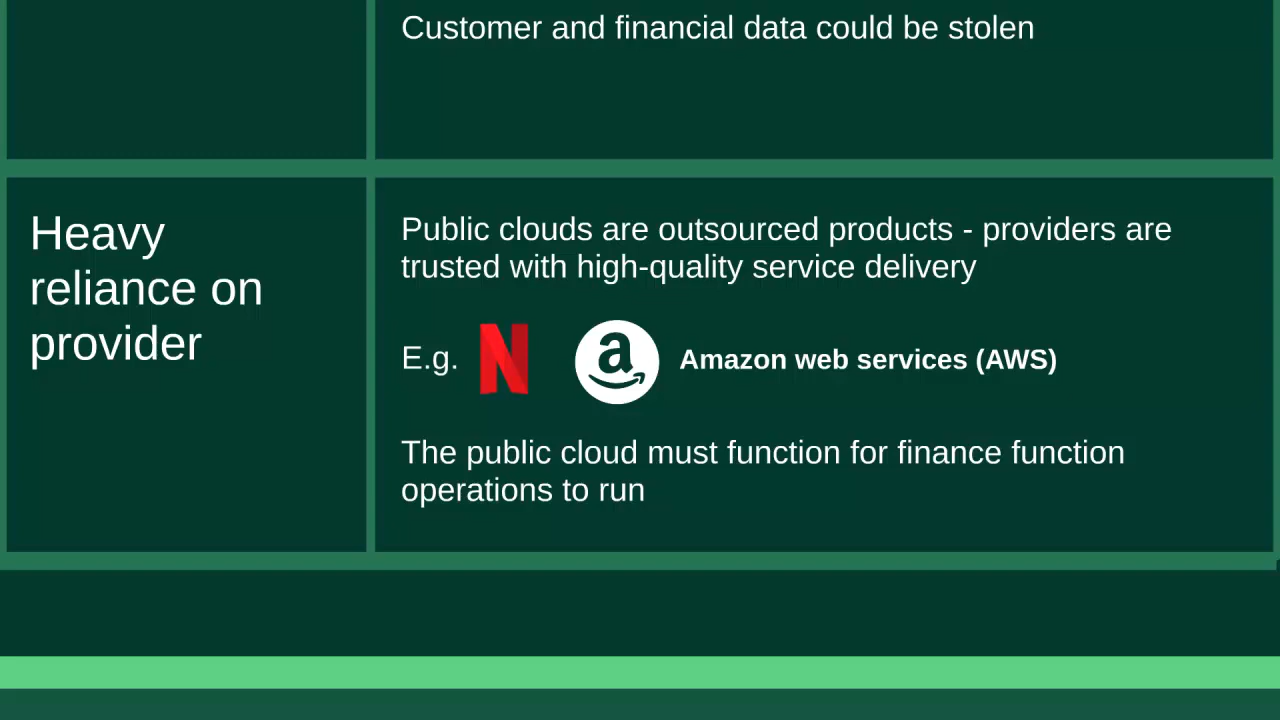 Customer and financial data could be stolen
Heavy
reliance on
provider
Public clouds are outsourced products - providers are
trusted with high-quality service delivery
E.g. N a Amazon web services (AWS)
The public cloud must function for finance function
operations to run